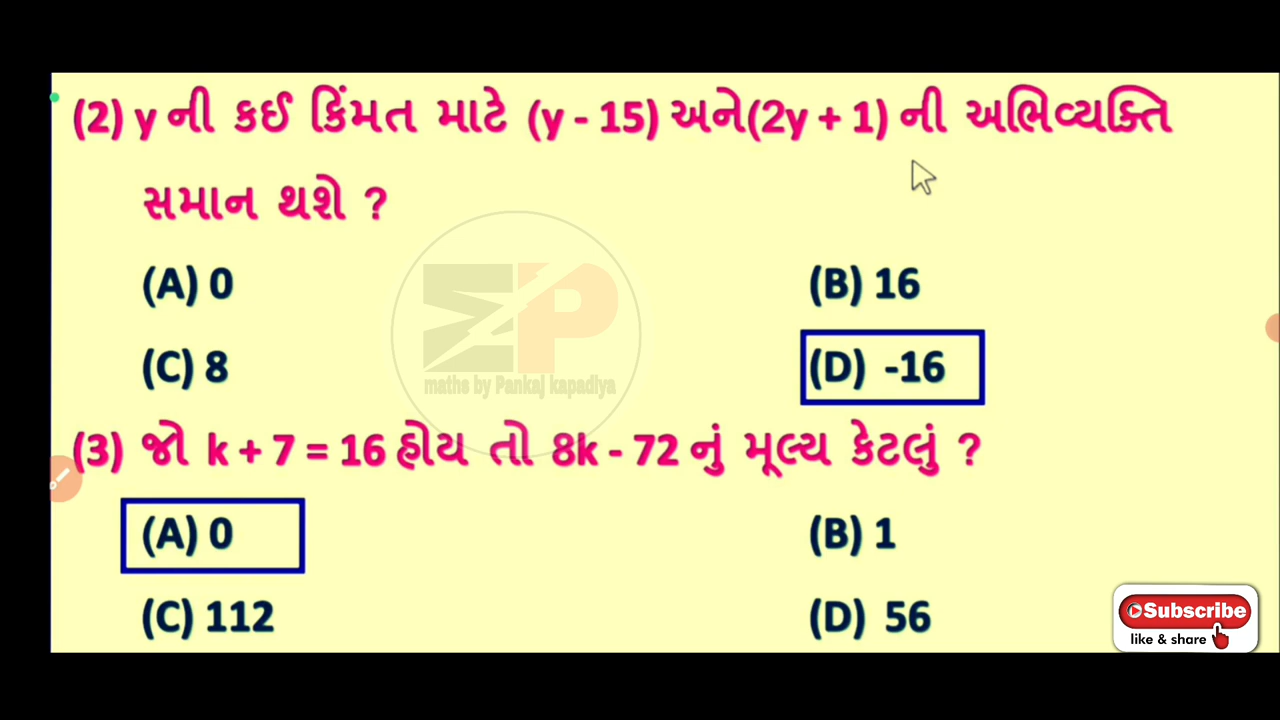 (2) y ની કઈ કિંમત માટે (y - 15) અને(2y + 1) ની અભિવ્યક્તિ
સમાન થશે ?
(A) 0
(B) 16
(C) 8
(D) -16
maths by Pankaj kapadiya
(3) જો k + 7 = 16 હોય તો 8k - 72 નું મૂલ્ય કેટલું ?
(A) 0
(B) 1
(C) 112
(D) 56
Subscribe
like & share